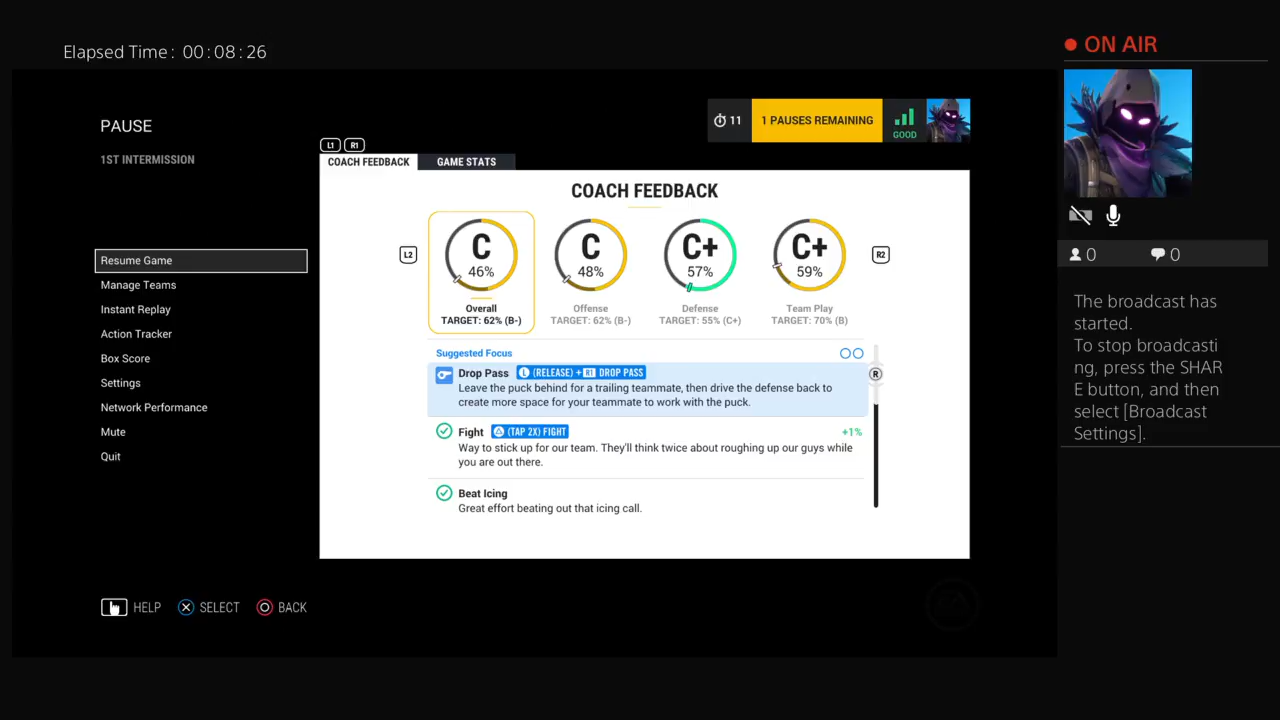 Elapsed Time: 00:08:26
ON AIR
PAUSE
1ST INTERMISSION
11
1 PAUSES REMAINING
GOOD
L1 R1
COACH FEEDBACK
GAME STATS
COACH FEEDBACK
L2
C
46%
Overall
TARGET: 62% (B-)
C
48%
Offense
TARGET: 62% (B-)
C+
57%
Defense
TARGET: 55% (C+)
C+
59%
Team Play
TARGET: 70% (B)
R2
Resume Game
Manage Teams
Instant Replay
Action Tracker
Box Score
Settings
Network Performance
Mute
Quit
Suggested Focus
Drop Pass L (RELEASE) + R1 DROP PASS
Leave the puck behind for a trailing teammate, then drive the defense back to
create more space for your teammate to work with the puck.
R
Fight (TAP 2X) FIGHT +1%
Way to stick up for our team. They'll think twice about roughing up our guys while
you are out there.
Beat Icing
Great effort beating out that icing call.
HELP SELECT BACK
EA
0 0
The broadcast has
started.
To stop broadcasti
ng, press the SHAR
E button, and then
select [Broadcast
Settings].